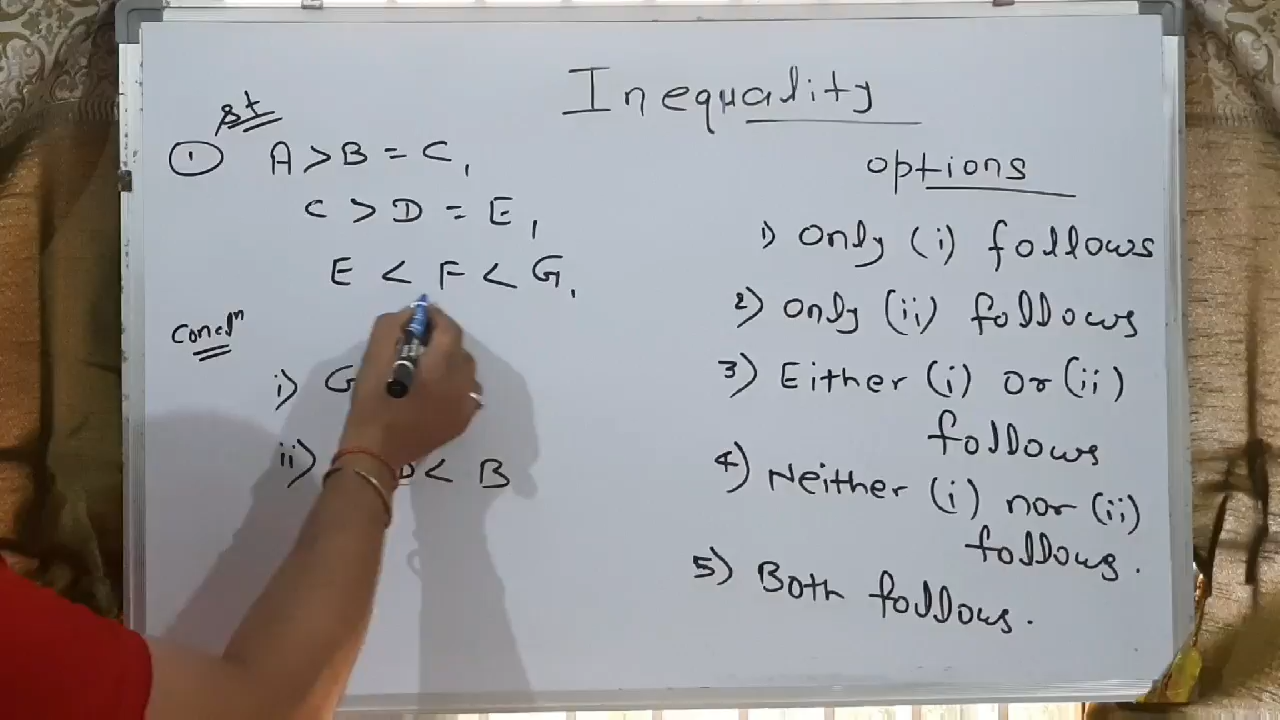 Inequality
st
① A > B = C,
C > D = E,
E < F < G,
concl^n
i) G
ii) D < B
options
1) Only (i) follows
2) Only (ii) follows
3) Either (i) or (ii)
follows
4) Neither (i) nor (ii)
follows.
5) Both follows.